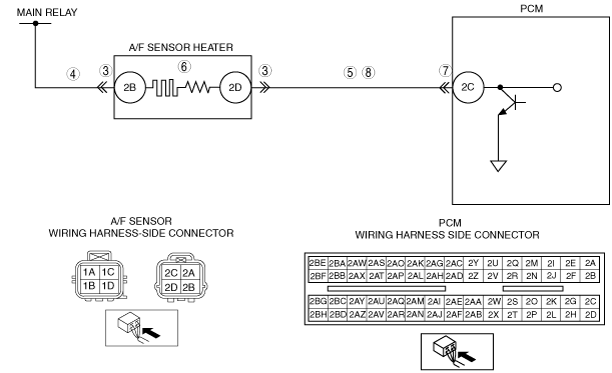 MAIN RELAY
PCM
A/F SENSOR HEATER
4 3 6 3 5 8 7
2B 2D 2C
A/F SENSOR
WIRING HARNESS-SIDE CONNECTOR
1A 1C
1B 1D
2C 2A
2D 2B
PCM
WIRING HARNESS SIDE CONNECTOR
2BE 2BA 2AW 2AS 2AO 2AK 2AG 2AC 2Y 2U 2Q 2M 2I 2E 2A
2BF 2BB 2AX 2AT 2AP 2AL 2AH 2AD 2Z 2V 2R 2N 2J 2F 2B
2BG 2BC 2AY 2AU 2AQ 2AM 2AI 2AE 2AA 2W 2S 2O 2K 2G 2C
2BH 2BD 2AZ 2AV 2AR 2AN 2AJ 2AF 2AB 2X 2T 2P 2L 2H 2D